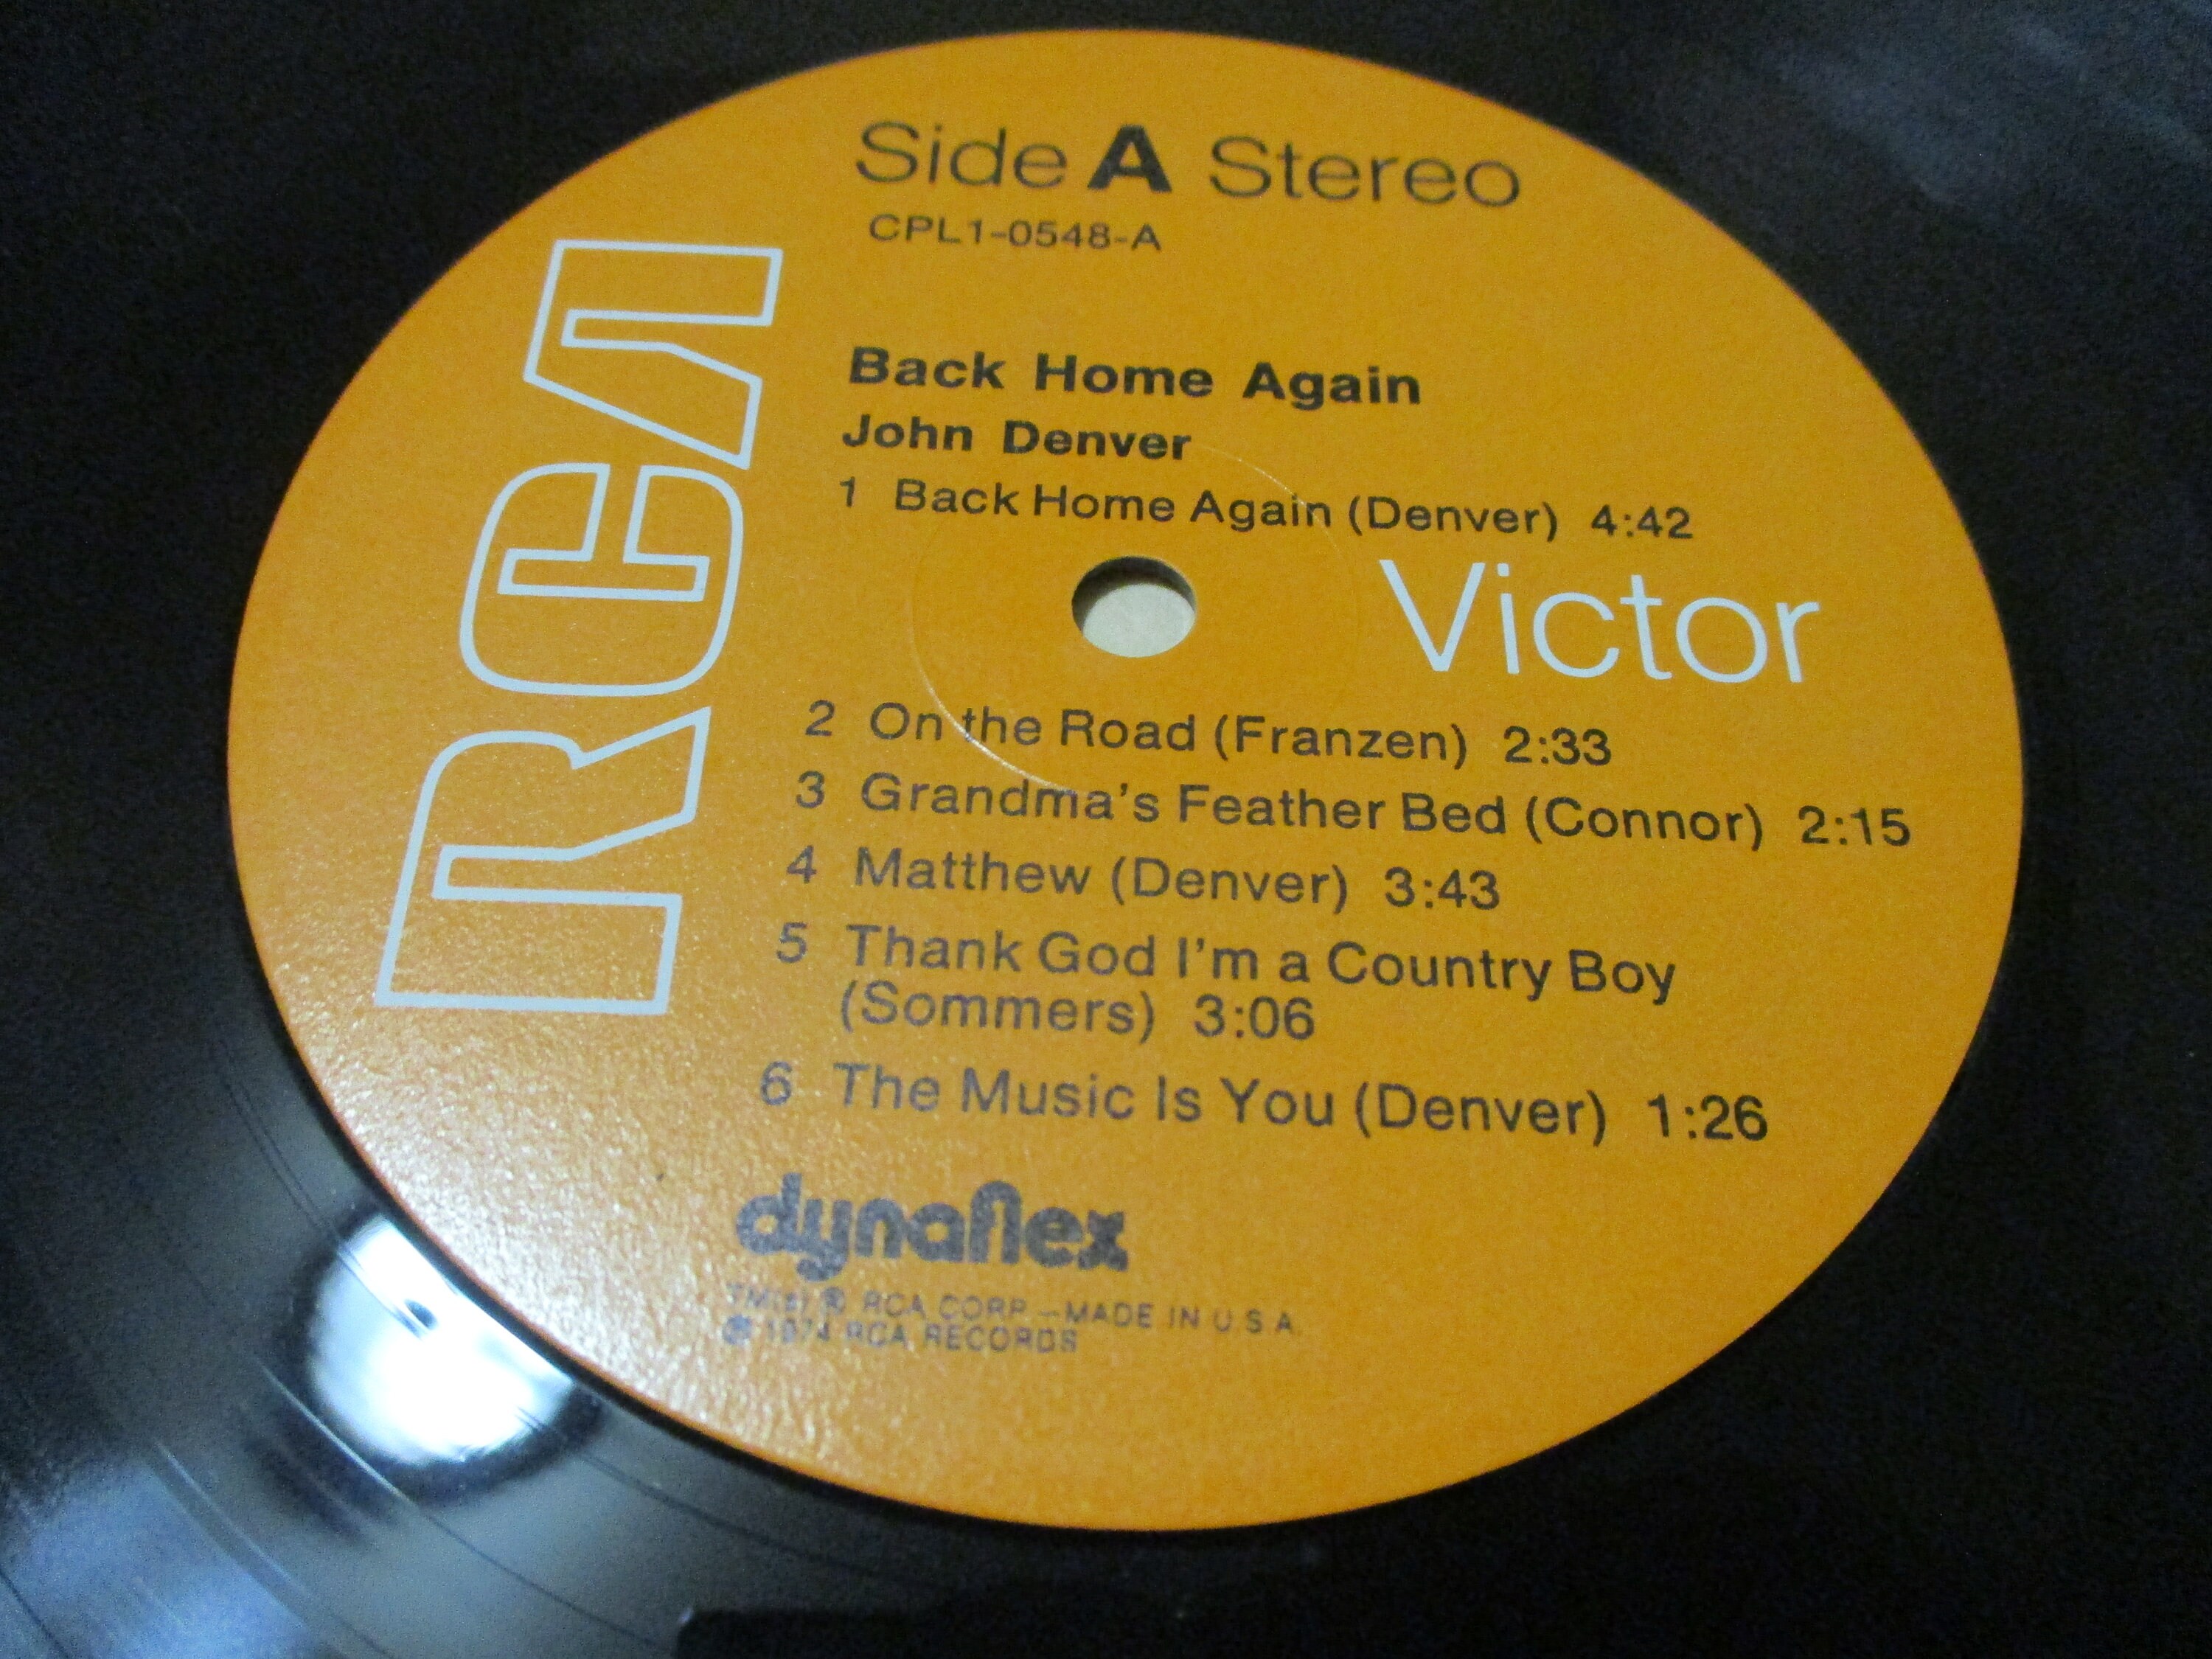 Side A Stereo
CPL1-0548-A
RCA
Back Home Again
John Denver
1 Back Home Again (Denver) 4:42
Victor
2 On the Road (Franzen) 2:33
3 Grandma's Feather Bed (Connor) 2:15
4 Matthew (Denver) 3:43
5 Thank God I'm a Country Boy
(Sommers) 3:06
6 The Music Is You (Denver) 1:26
dynaflex
TM(s) ® RCA CORP.—MADE IN U.S.A.
℗ 1974 RCA RECORDS